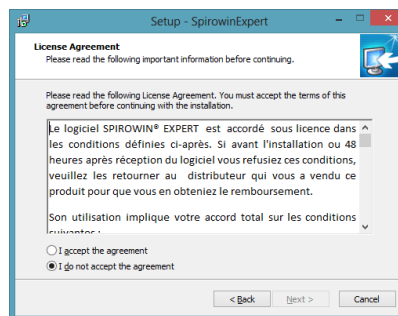 Setup - SpirowinExpert
License Agreement
Please read the following important information before continuing.
Please read the following License Agreement. You must accept the terms of this
agreement before continuing with the installation.
Le logiciel SPIROWIN® EXPERT est accordé sous licence dans
les conditions définies ci-après. Si avant l'installation ou 48
heures après réception du logiciel vous refusiez ces conditions,
veuillez les retourner au distributeur qui vous a vendu ce
produit pour que vous en obteniez le remboursement.
Son utilisation implique votre accord total sur les conditions
suivantes :
I accept the agreement
I do not accept the agreement
< Back
Next >
Cancel